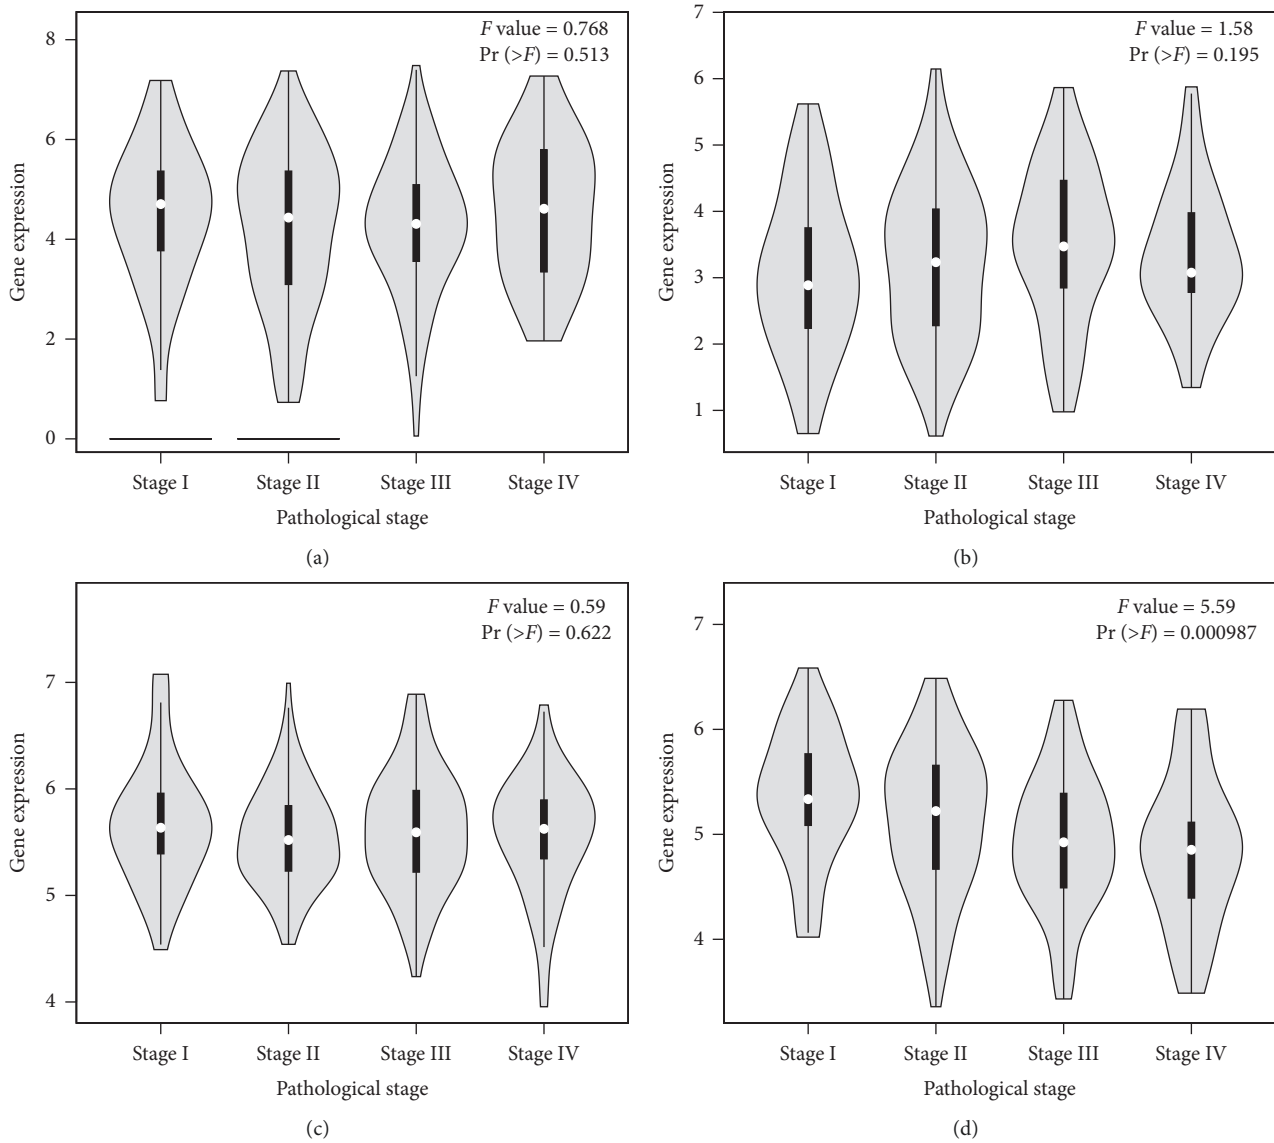 F value = 0.768
Pr (>F) = 0.513
8
6
4
2
0
Gene expression
Stage I
Stage II
Stage III
Stage IV
Pathological stage
(a)
F value = 1.58
Pr (>F) = 0.195
7
6
5
4
3
2
1
Gene expression
Stage I
Stage II
Stage III
Stage IV
Pathological stage
(b)
F value = 0.59
Pr (>F) = 0.622
7
6
5
4
Gene expression
Stage I
Stage II
Stage III
Stage IV
Pathological stage
(c)
F value = 5.59
Pr (>F) = 0.000987
7
6
5
4
Gene expression
Stage I
Stage II
Stage III
Stage IV
Pathological stage
(d)